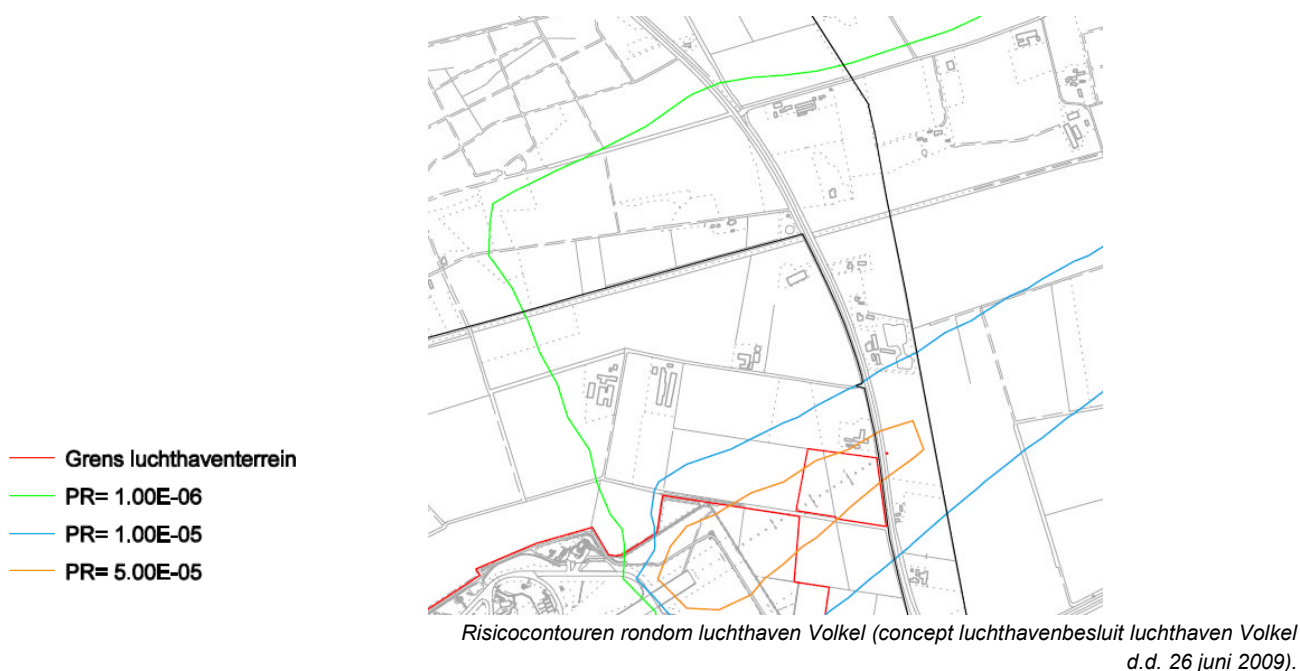 Grens luchthaventerrein
PR= 1.00E-06
PR= 1.00E-05
PR= 5.00E-05
Risicocontouren rondom luchthaven Volkel (concept luchthavenbesluit luchthaven Volkel
d.d. 26 juni 2009).